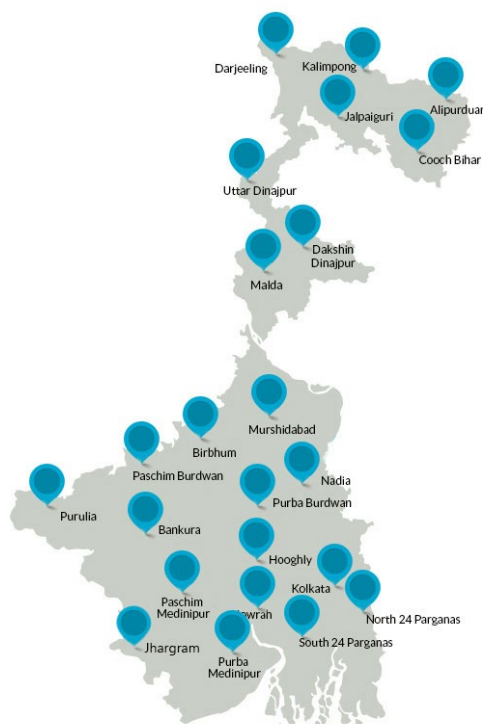 Darjeeling
Kalimpong
Alipurduar
Jalpaiguri
Cooch Bihar
Uttar Dinajpur
Dakshin
Dinajpur
Malda
Murshidabad
Birbhum
Paschim Burdwan
Nadia
Purulia
Purba Burdwan
Bankura
Hooghly
Kolkata
Paschim
Medinipur
North 24 Parganas
South 24 Parganas
Jhargram
Purba
Medinipur